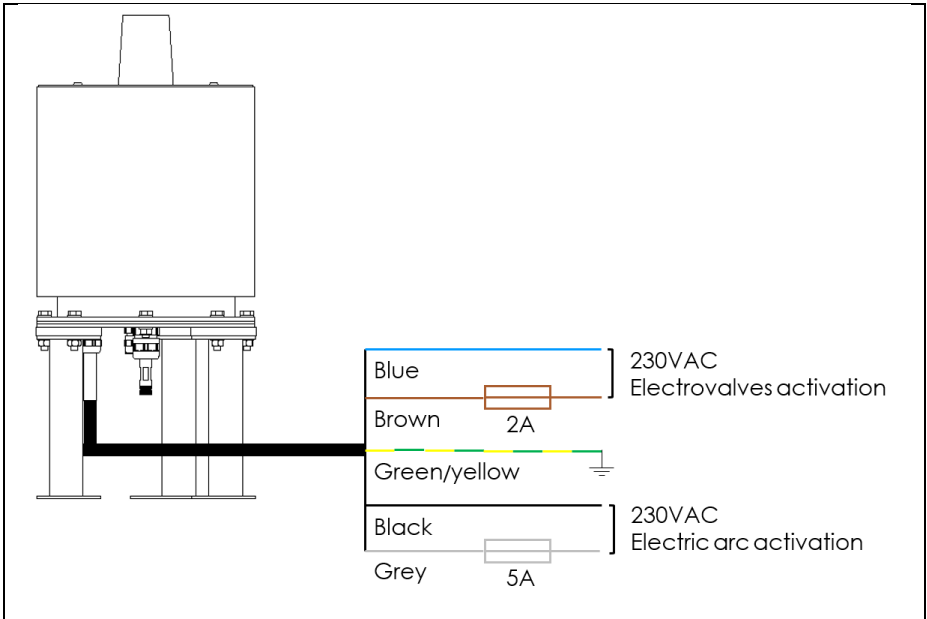 Blue
230VAC
Electrovalves activation
Brown
2A
Green/yellow
Black
230VAC
Electric arc activation
Grey
5A